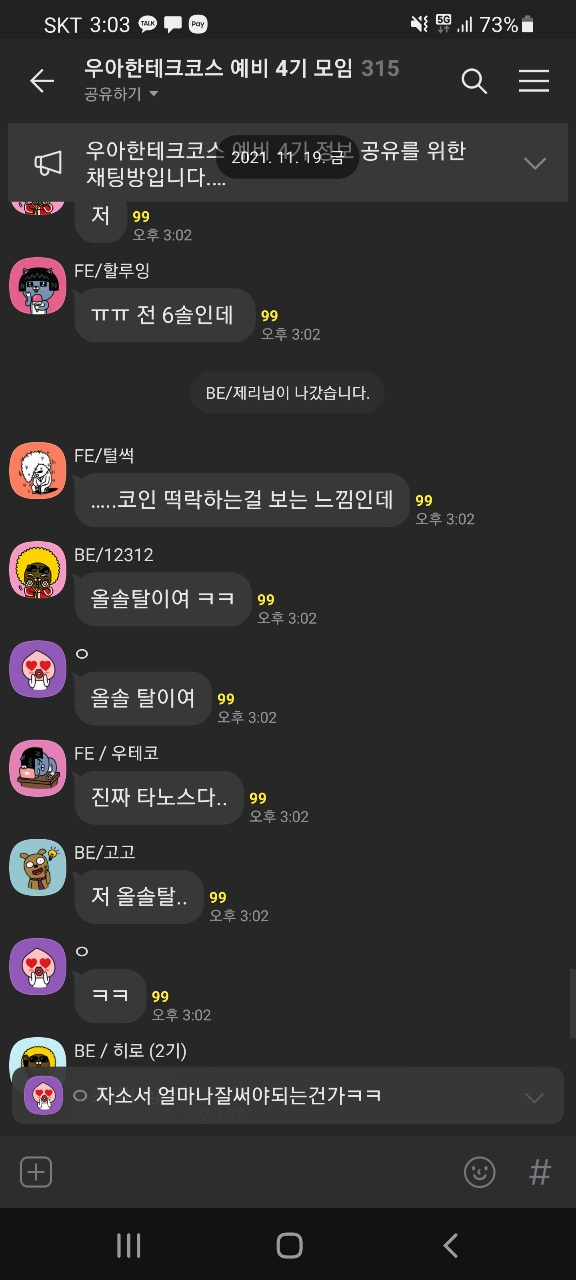 SKT 3:03 TALK Pay 5G 73%
우아한테크코스 예비 4기 모임 315
공유하기
우아한테크코스 예비 4기 정보 공유를 위한
2021. 11. 19. 금
채팅방입니다....
저 99
오후 3:02
FE/할루잉
ㅠㅠ 전 6솔인데 99
오후 3:02
BE/제리님이 나갔습니다.
FE/털썩
.....코인 떡락하는걸 보는 느낌인데 99
오후 3:02
BE/12312
올솔탈이여 ㅋㅋ 99
오후 3:02
ㅇ
올솔 탈이여 99
오후 3:02
FE / 우테코
진짜 타노스다.. 99
오후 3:02
BE/고고
저 올솔탈.. 99
오후 3:02
ㅇ
ㅋㅋ 99
오후 3:02
BE / 히로 (2기)
ㅇ 자소서 얼마나잘써야되는건가ㅋㅋ
#